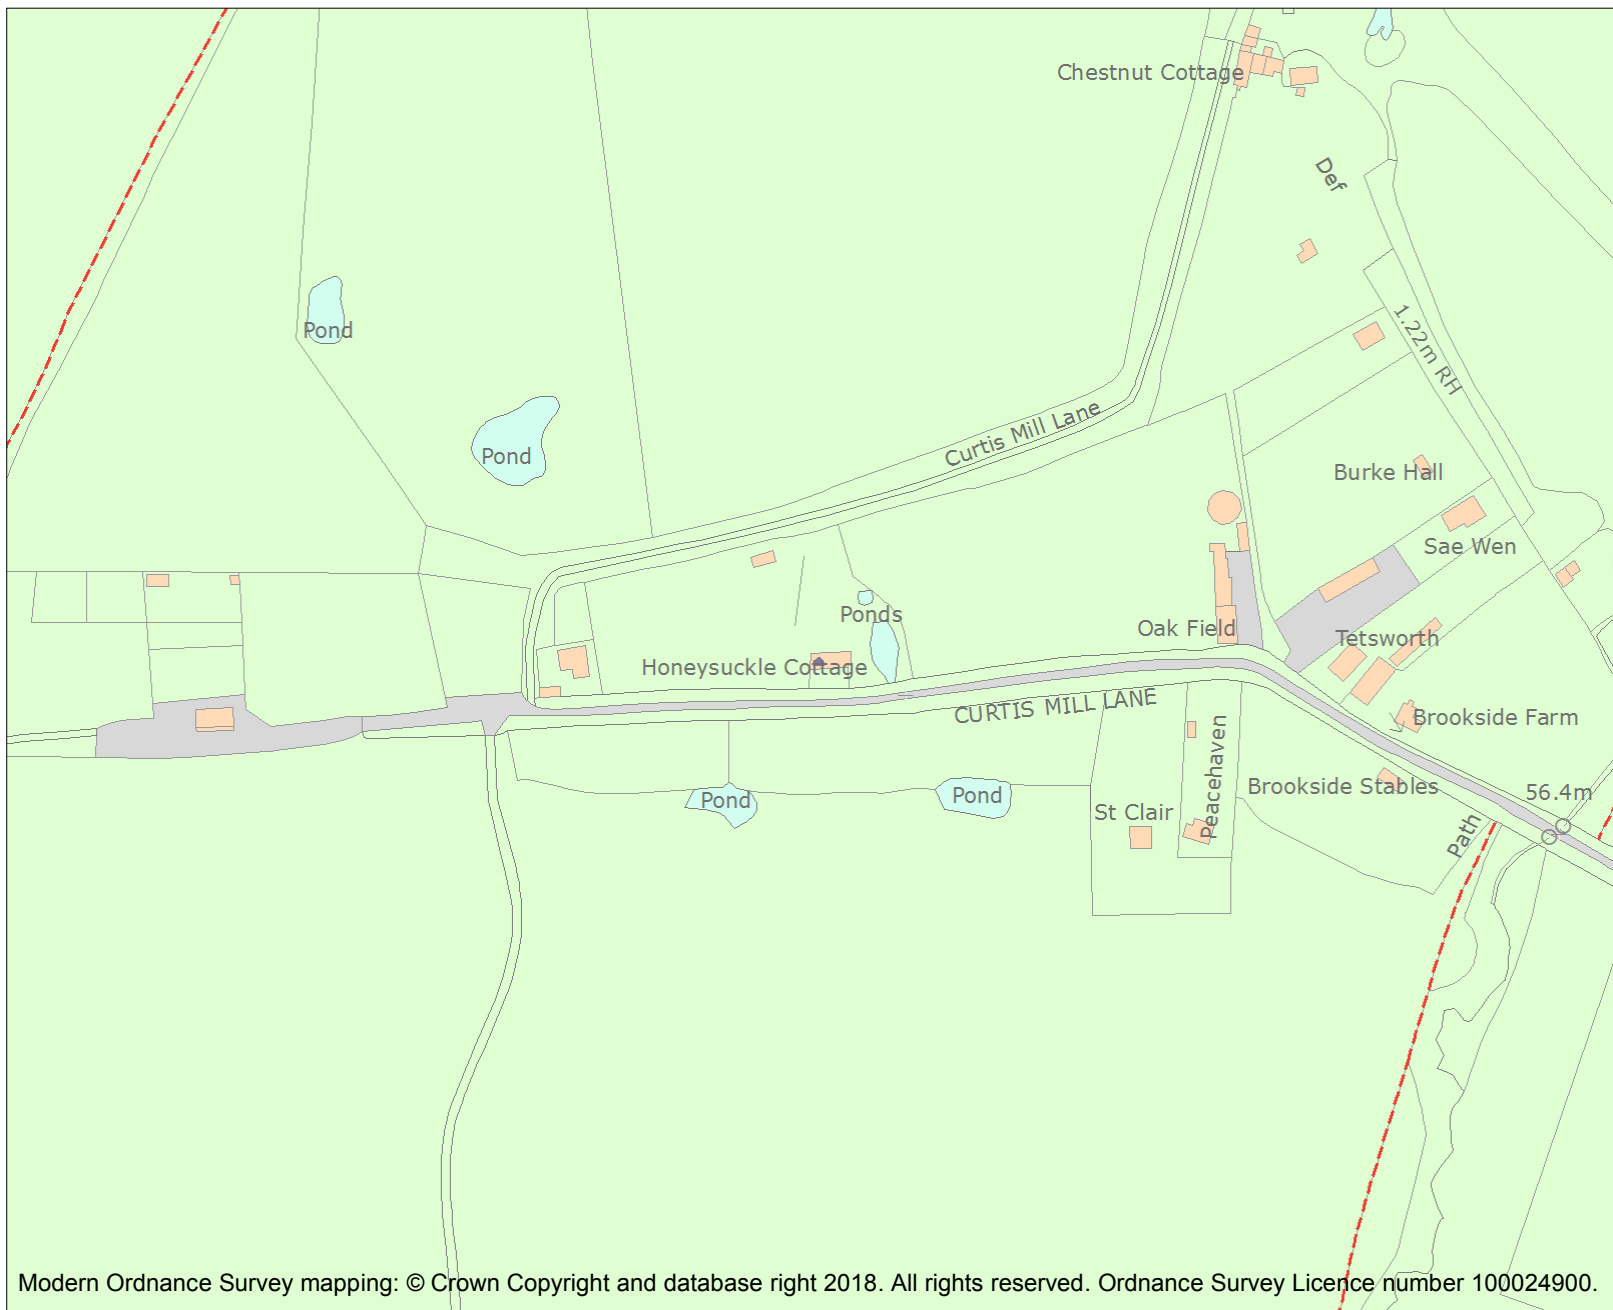 Chestnut Cottage
Def
Pond
1.22m RH
Curtis Mill Lane
Pond
Burke Hall
Sae Wen
Ponds
Oak Field
Tetsworth
Honeysuckle Cottage
CURTIS MILL LANE
Brookside Farm
Peacehaven
Brookside Stables
56.4m
Pond
Pond
St Clair
Path
Modern Ordnance Survey mapping: © Crown Copyright and database right 2018. All rights reserved. Ordnance Survey Licence number 100024900.